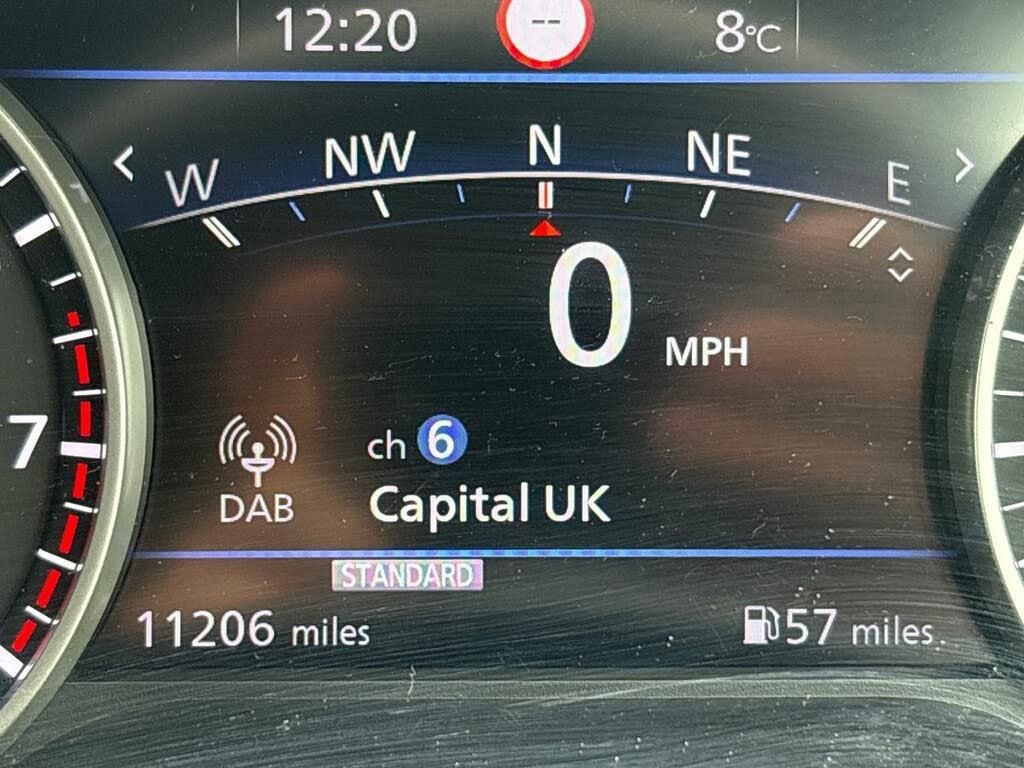 12:20 -- 8°C
W NW N NE E
0 MPH
7
ch 6
DAB Capital UK
STANDARD
11206 miles 57 miles